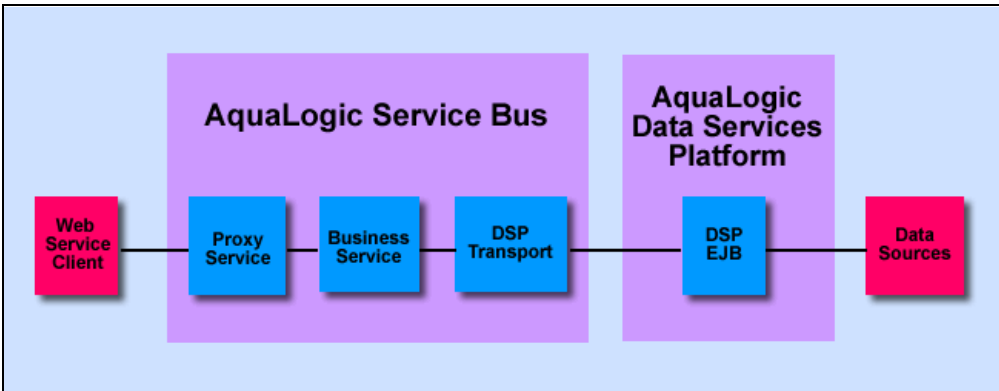 AquaLogic Service Bus
AquaLogic
Data Services
Platform
Web
Service
Client
Proxy
Service
Business
Service
DSP
Transport
DSP
EJB
Data
Sources